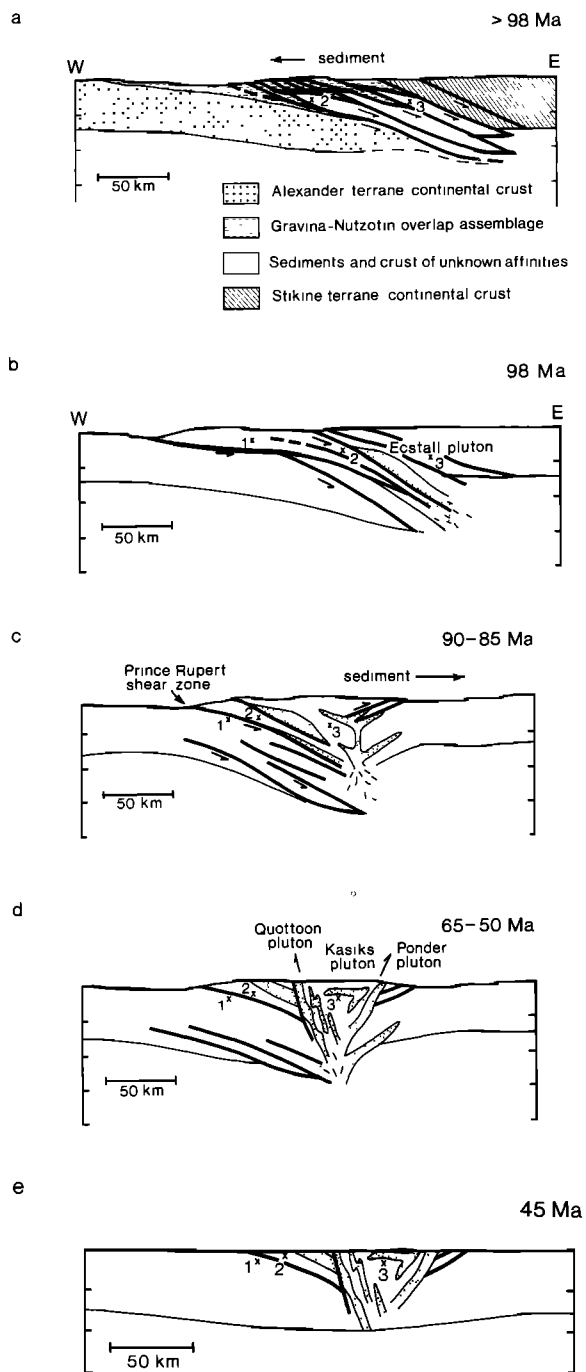 a
> 98 Ma
W
sediment
E
2
3
50 km
Alexander terrane continental crust
Gravina-Nutzotin overlap assemblage
Sediments and crust of unknown affinities
Stikine terrane continental crust
b
98 Ma
W
E
1
2
Ecstall pluton
3
50 km
c
90-85 Ma
Prince Rupert
shear zone
sediment
1
2
3
50 km
d
65-50 Ma
Quottoon
pluton
Kasiks
pluton
Ponder
pluton
1
2
3
50 km
e
45 Ma
1
2
3
50 km